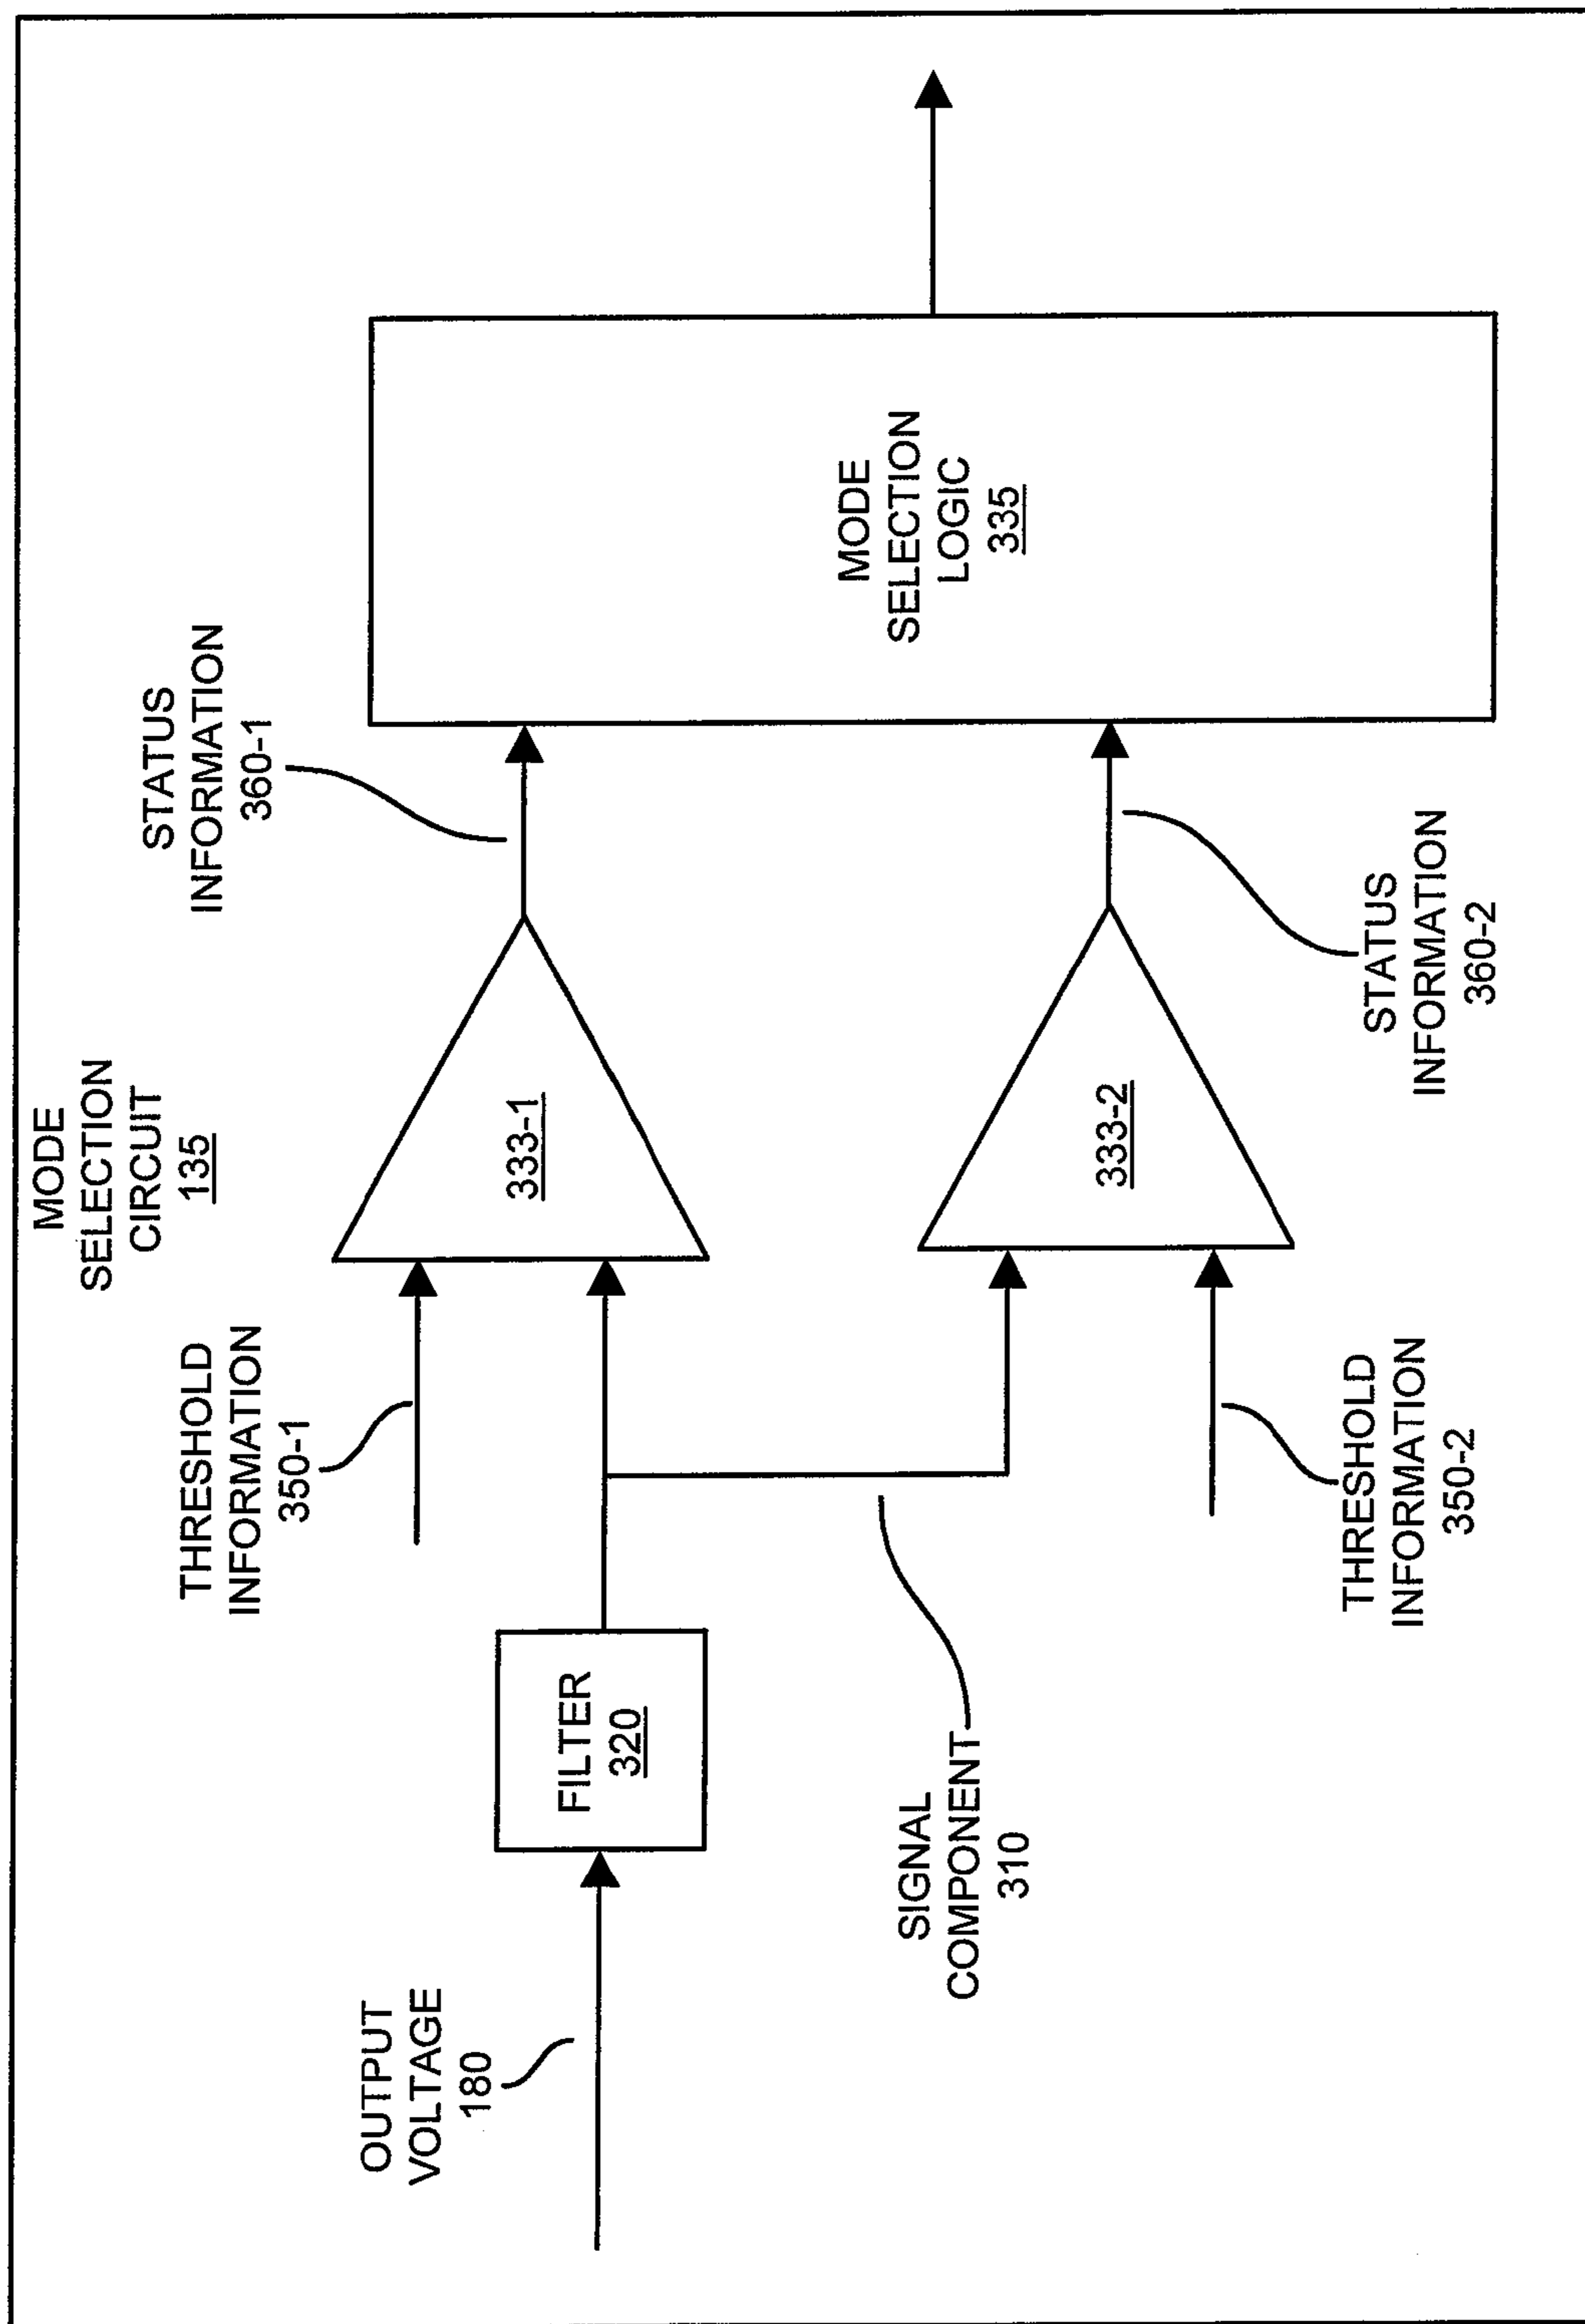 MODE
SELECTION
CIRCUIT
135
OUTPUT
VOLTAGE
180
FILTER
320
SIGNAL
COMPONENT
310
THRESHOLD
INFORMATION
350-1
THRESHOLD
INFORMATION
350-2
333-1
333-2
STATUS
INFORMATION
360-1
STATUS
INFORMATION
360-2
MODE
SELECTION
LOGIC
335